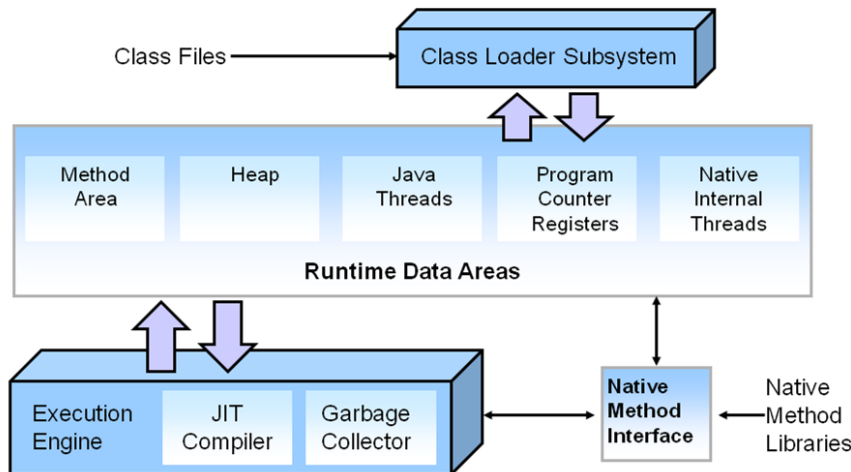 Class Files
Class Loader Subsystem
Method
Area
Heap
Java
Threads
Program
Counter
Registers
Native
Internal
Threads
Runtime Data Areas
Execution
Engine
JIT
Compiler
Garbage
Collector
Native
Method
Interface
Native
Method
Libraries